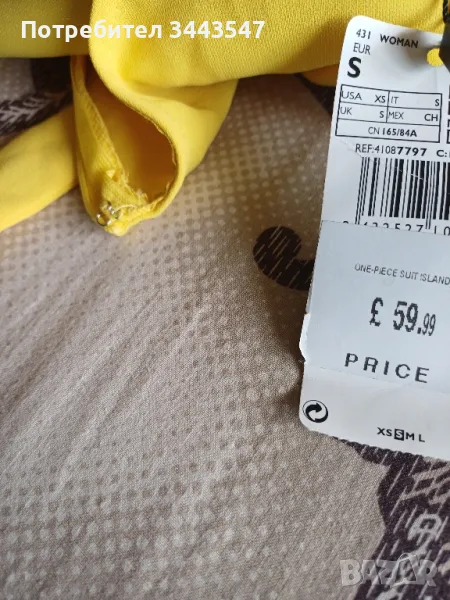 Потребител 3443547
431 WOMAN
EUR
S
USA XS IT S
UK S MEX CH
CN 165/84A
REF:41087797 C:
ONE-PIECE SUIT 'ISLAND
£ 59.99
PRICE
XS S M L
bazar